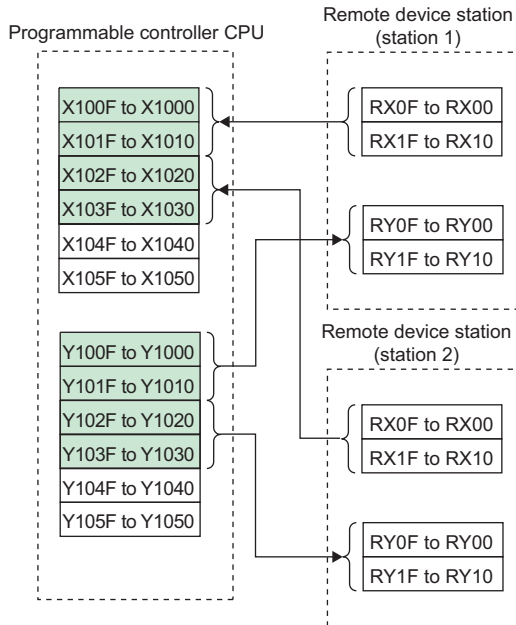 Programmable controller CPU
X100F to X1000
X101F to X1010
X102F to X1020
X103F to X1030
X104F to X1040
X105F to X1050
Y100F to Y1000
Y101F to Y1010
Y102F to Y1020
Y103F to Y1030
Y104F to Y1040
Y105F to Y1050
Remote device station
(station 1)
RX0F to RX00
RX1F to RX10
RY0F to RY00
RY1F to RY10
Remote device station
(station 2)
RX0F to RX00
RX1F to RX10
RY0F to RY00
RY1F to RY10